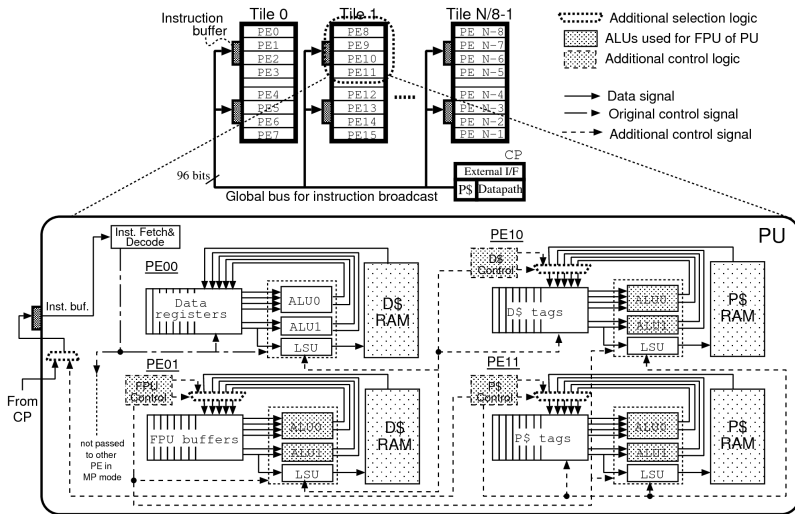 Instruction buffer
Tile 0
PE0
PE1
PE2
PE3
PE4
PE5
PE6
PE7
Tile 1
PE8
PE9
PE10
PE11
PE12
PE13
PE14
PE15
Tile N/8-1
PE N-8
PE N-7
PE N-6
PE N-5
PE N-4
PE N-3
PE N-2
PE N-1
Additional selection logic
ALUs used for FPU of PU
Additional control logic
Data signal
Original control signal
Additional control signal
96 bits
Global bus for instruction broadcast
CP
External I/F
P$ Datapath
PU
Inst. Fetch&
Decode
Inst. buf.
From
CP
not passed
to other
PE in
MP mode
PE00
Data
registers
ALU0
ALU1
LSU
D$
RAM
PE10
D$
Control
D$ tags
ALU0
ALU1
LSU
P$
RAM
PE01
FPU
Control
FPU buffers
ALU0
ALU1
LSU
D$
RAM
PE11
P$
Control
P$ tags
ALU0
ALU1
LSU
P$
RAM